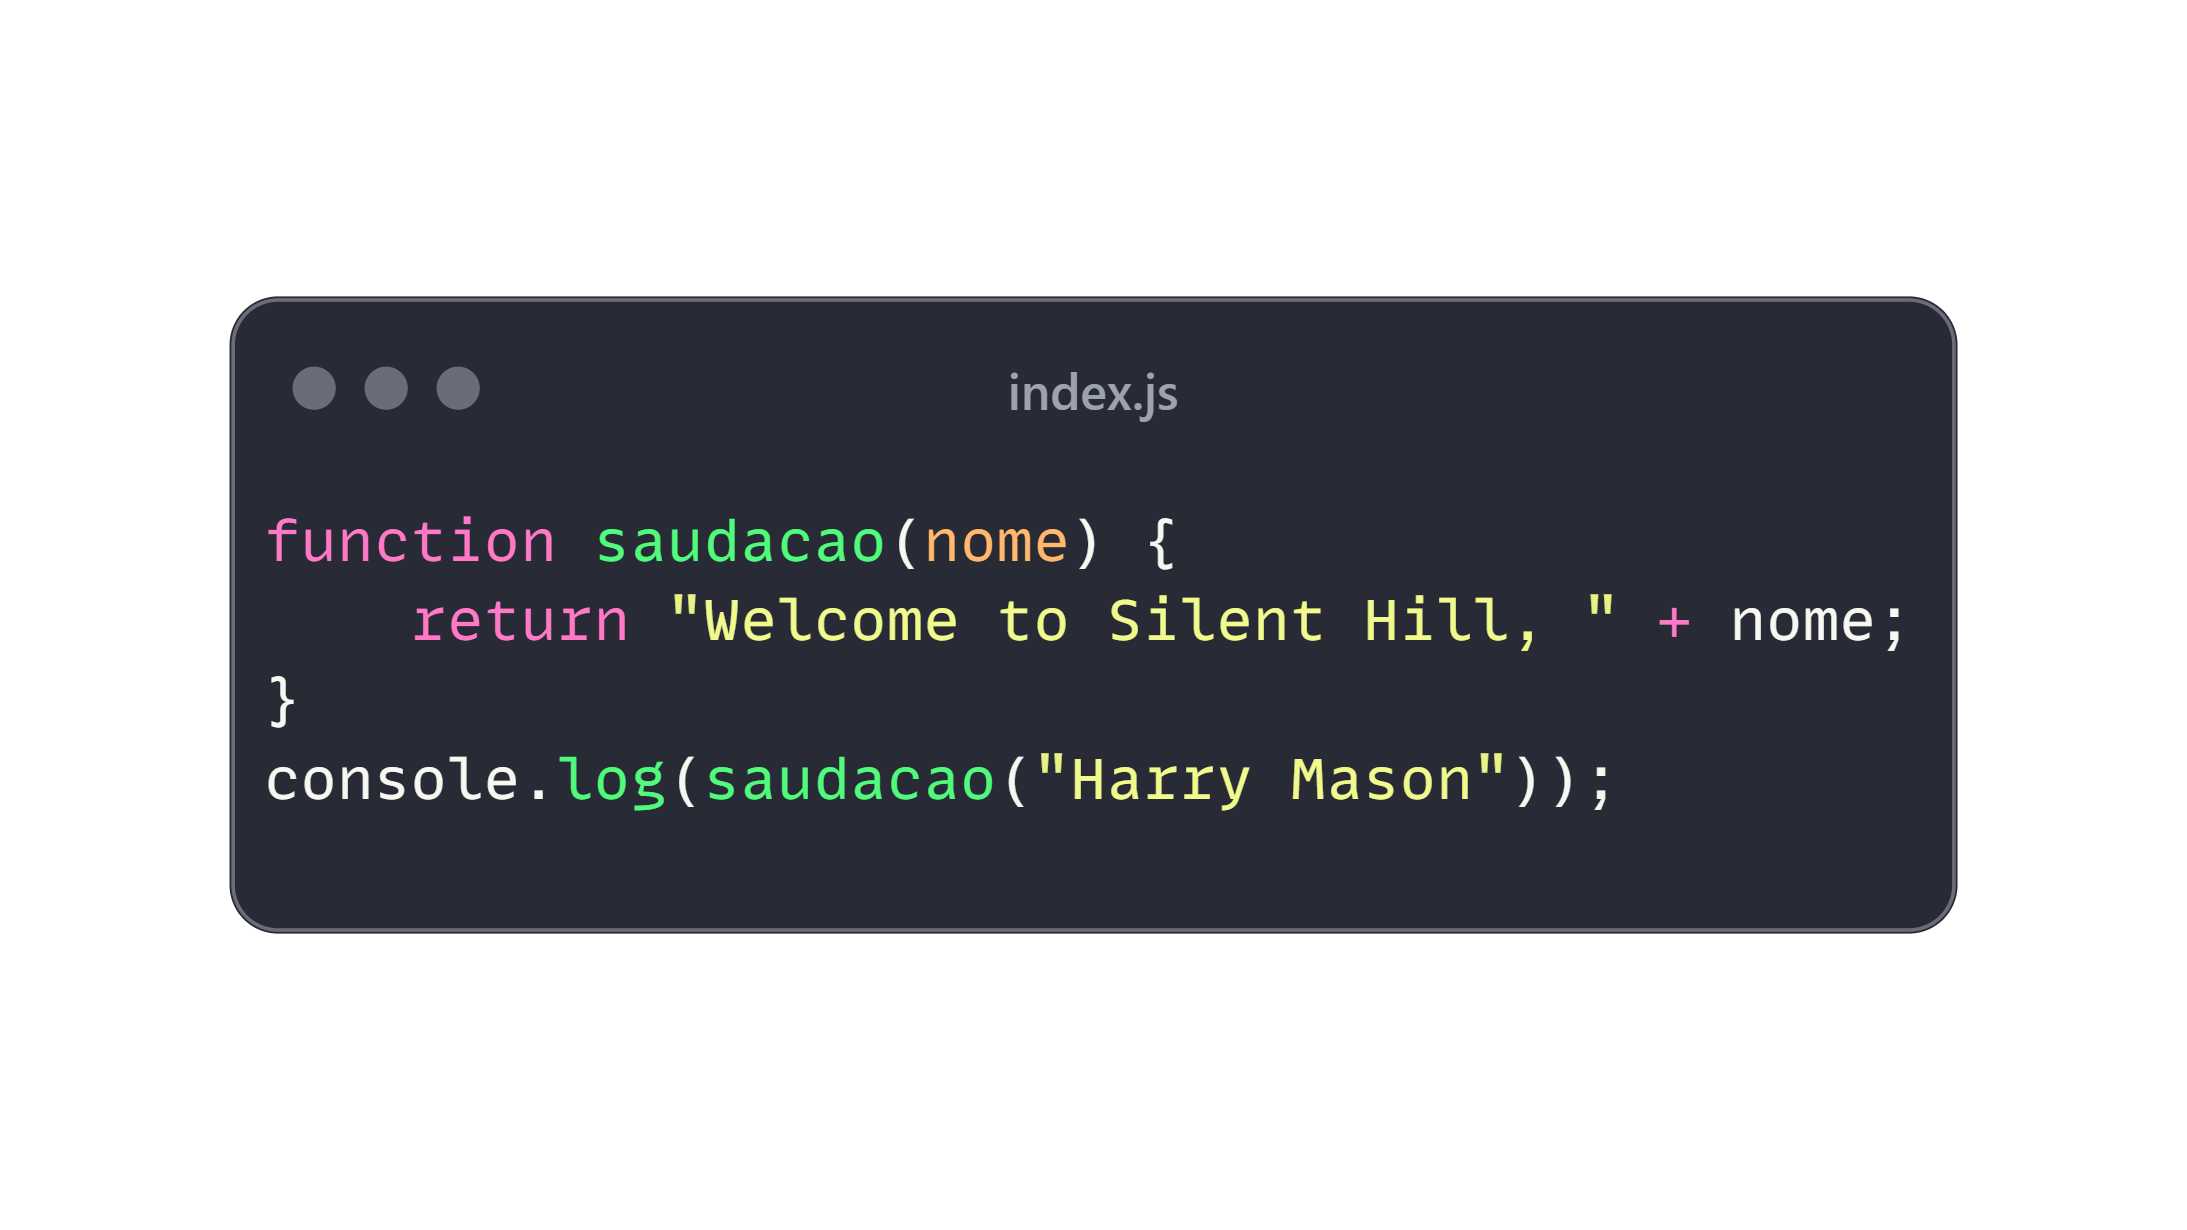 index.js
function saudacao(nome) {
    return "Welcome to Silent Hill, " + nome;
}
console.log(saudacao("Harry Mason"));